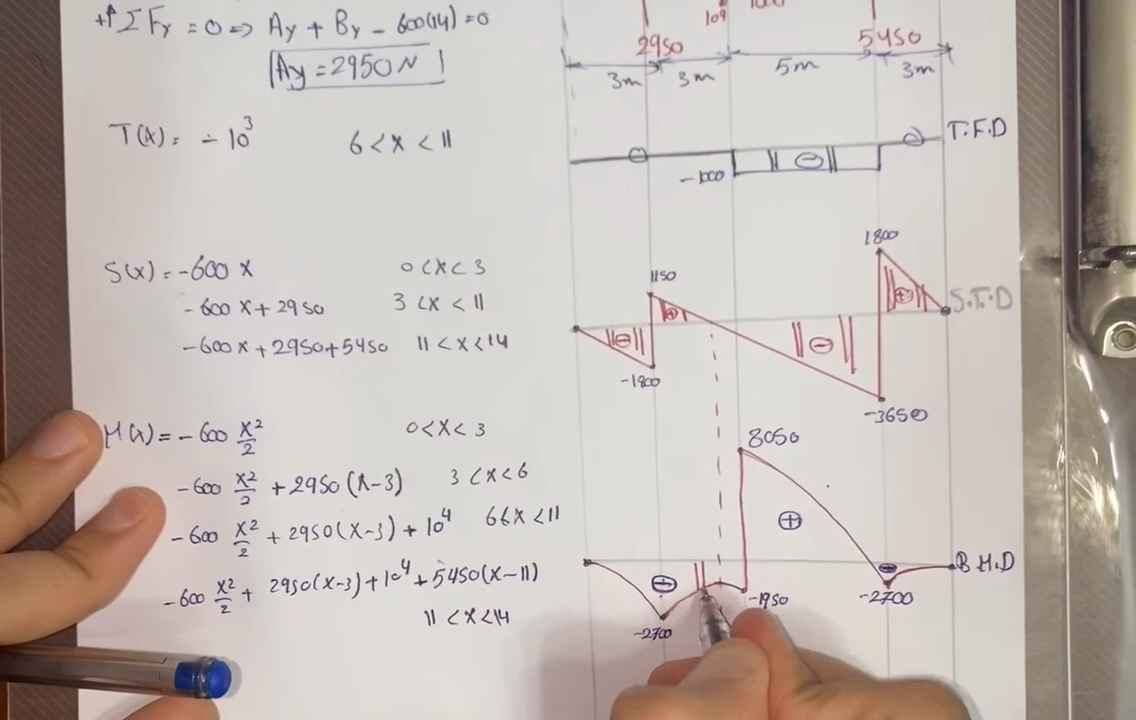 +↑ΣFy = 0 => Ay + By - 600(14) = 0
Ay = 2950N
T(x) = - 10³ 6 < x < 11
S(x) = -600 x 0 < x < 3
-600 x + 2950 3 < x < 11
-600x + 2950 + 5450 11 < x < 14
M(x) = -600 x²/2 0 < x < 3
-600 x²/2 + 2950 (x-3) 3 < x < 6
-600 x²/2 + 2950(x-3) + 10⁴ 6 < x < 11
-600 x²/2 + 2950(x-3) + 10⁴ + 5450(x-11)
11 < x < 14
2950 5450
3m 3m 5m 3m
T.F.D
-1000
1800
1150
S.F.D
-1800
-3650
8050
B.M.D
-1950 -2700
-2700